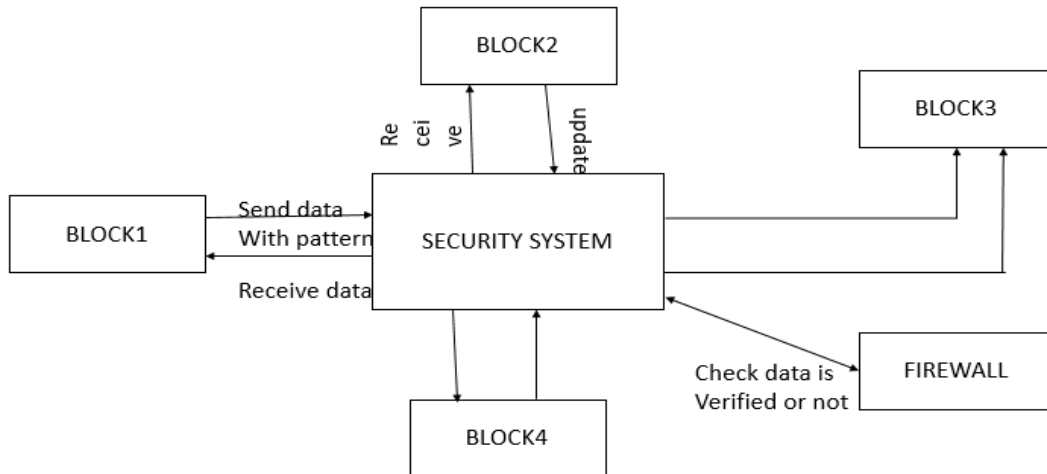 BLOCK2
BLOCK3
Re
cei
ve
update
BLOCK1
Send data
With pattern
Receive data
SECURITY SYSTEM
Check data is
Verified or not
FIREWALL
BLOCK4